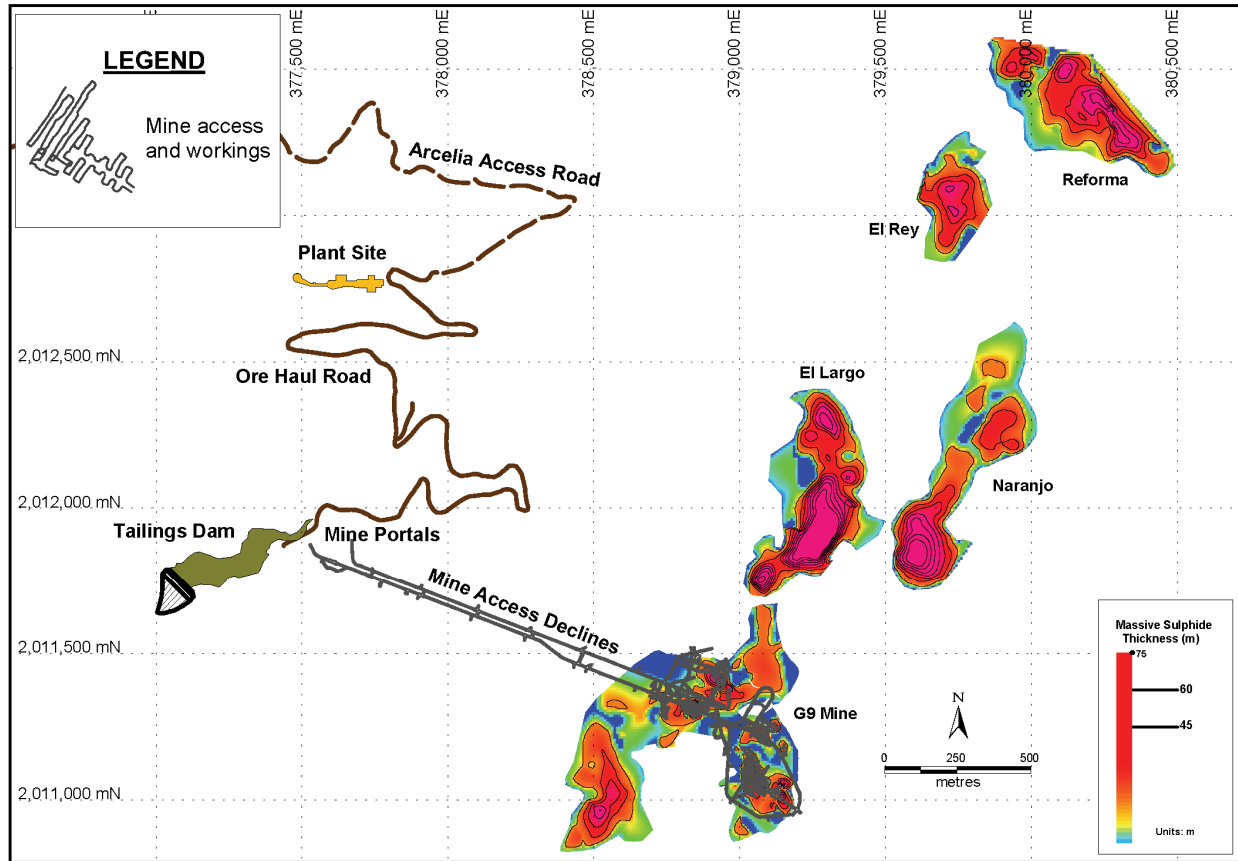 LEGEND
Mine access
and workings
377,500 mE
378,000 mE
378,500 mE
379,000 mE
379,500 mE
380,000 mE
380,500 mE
Arcelia Access Road
Reforma
El Rey
Plant Site
2,012,500 mN
Ore Haul Road
El Largo
Naranjo
2,012,000 mN
Tailings Dam
Mine Portals
Mine Access Declines
2,011,500 mN
G9 Mine
2,011,000 mN
N
0 250 500
metres
Massive Sulphide
Thickness (m)
75
60
45
Units: m